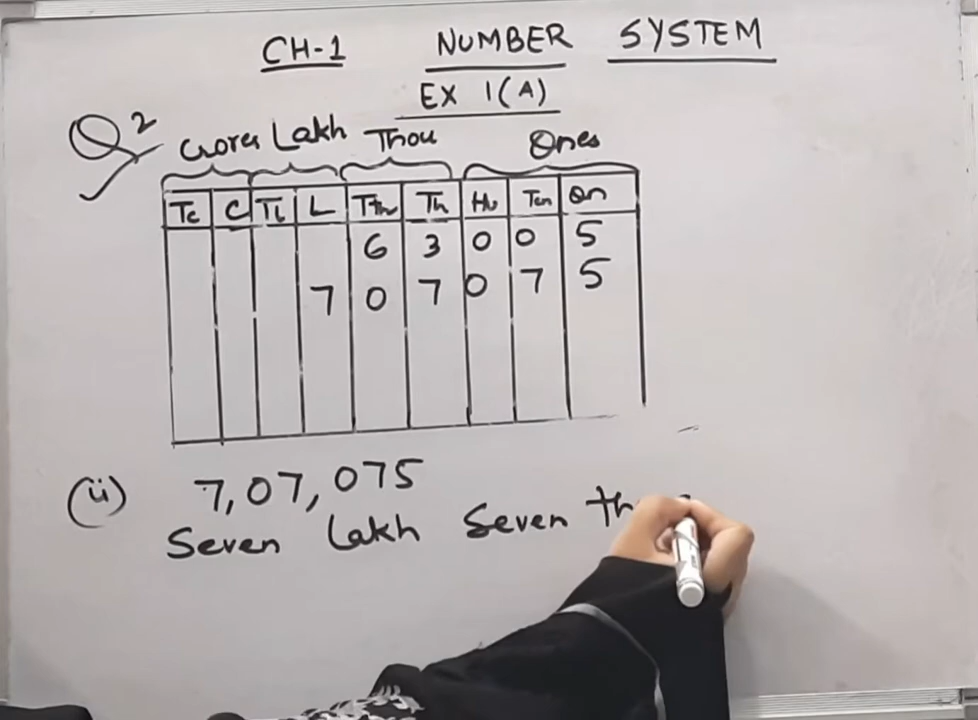 CH-1 NUMBER SYSTEM
EX 1(A)
Q2
Crores Lakh Thou Ones
Tc C TL L Tth Th Hu Ten On
6 3 0 0 5
7 0 7 0 7 5
(ii) 7,07,075
Seven Lakh Seven th